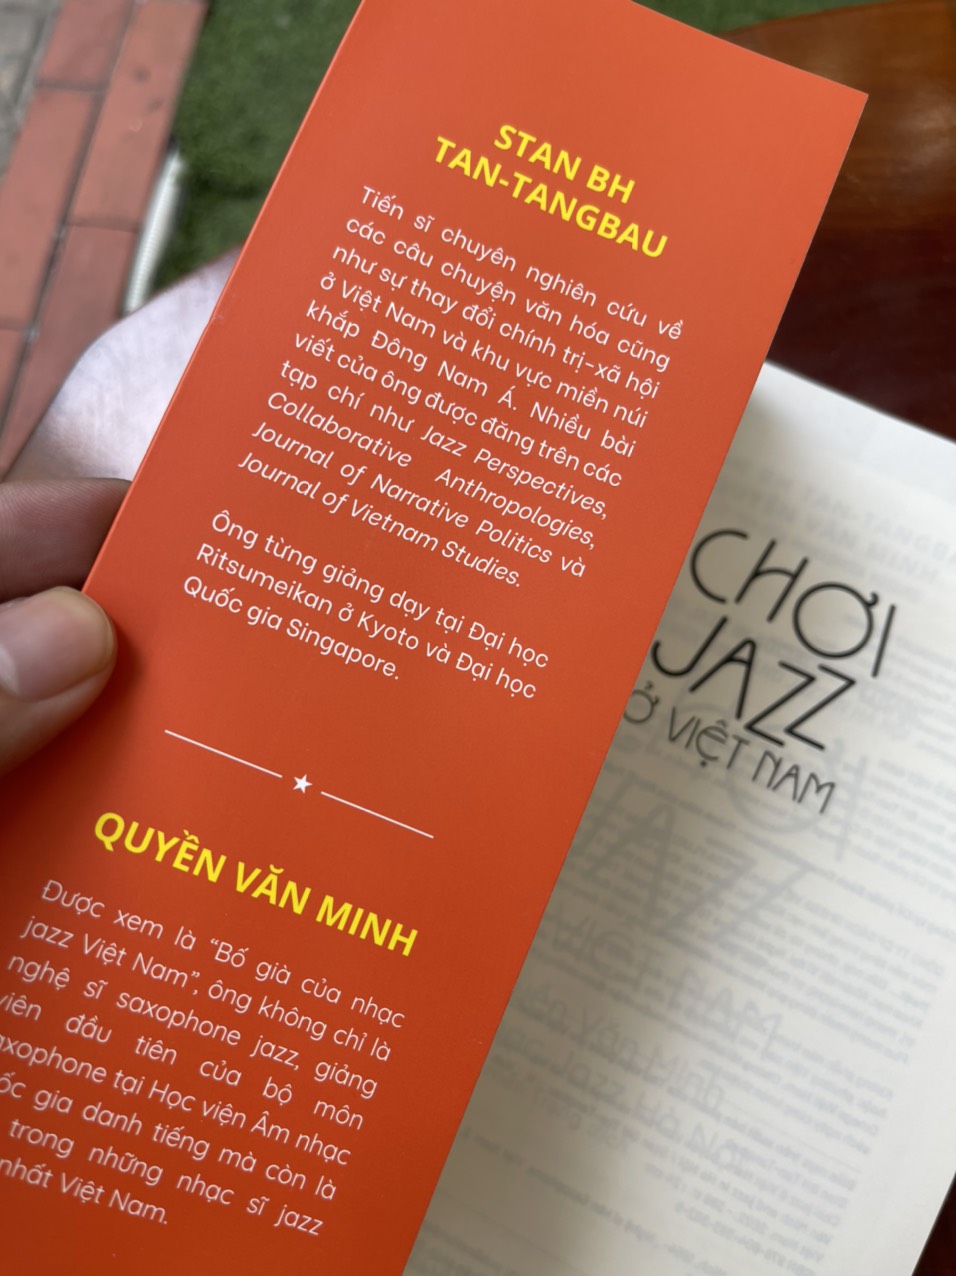 STAN BH
TAN-TANGBAU
Tiến sĩ chuyên nghiên cứu về
các câu chuyện văn hóa cũng
như sự thay đổi chính trị-xã hội
ở Việt Nam và khu vực miền núi
khắp Đông Nam Á. Nhiều bài
viết của ông được đăng trên các
tạp chí như Jazz Perspectives,
Collaborative Anthropologies,
Journal of Narrative Politics và
Journal of Vietnam Studies.
Ông từng giảng dạy tại Đại học
Ritsumeikan ở Kyoto và Đại học
Quốc gia Singapore.
QUYỀN VĂN MINH
Được xem là “Bố già của nhạc
jazz Việt Nam”, ông không chỉ là
nghệ sĩ saxophone jazz, giảng
viên đầu tiên của bộ môn
saxophone tại Học viện Âm nhạc
gia danh tiếng mà còn là
trong những nhạc sĩ jazz
nhất Việt Nam.
CHƠI
JAZZ
Ở VIỆT NAM